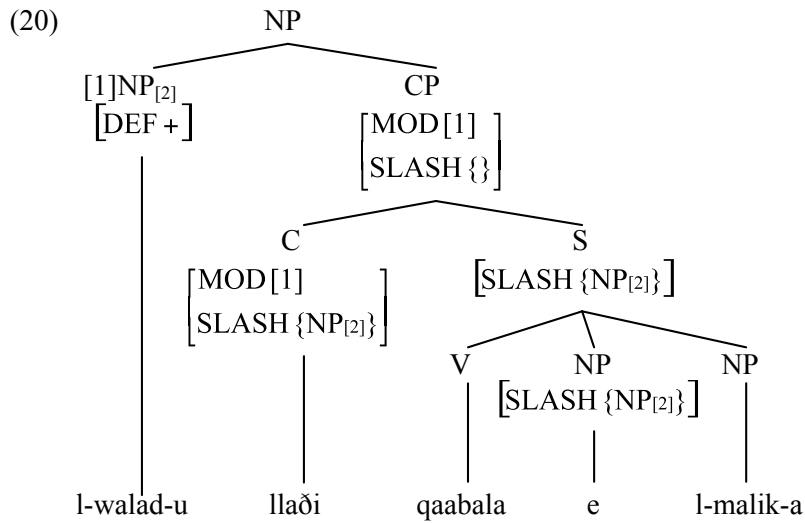 (20) NP
[1]NP[2] CP
[DEF +] [MOD [1]
SLASH {}]
C S
[MOD [1] [SLASH {NP[2]}]
SLASH {NP[2]}]
V NP NP
[SLASH {NP[2]}]
l-walad-u llaði qaabala e l-malik-a